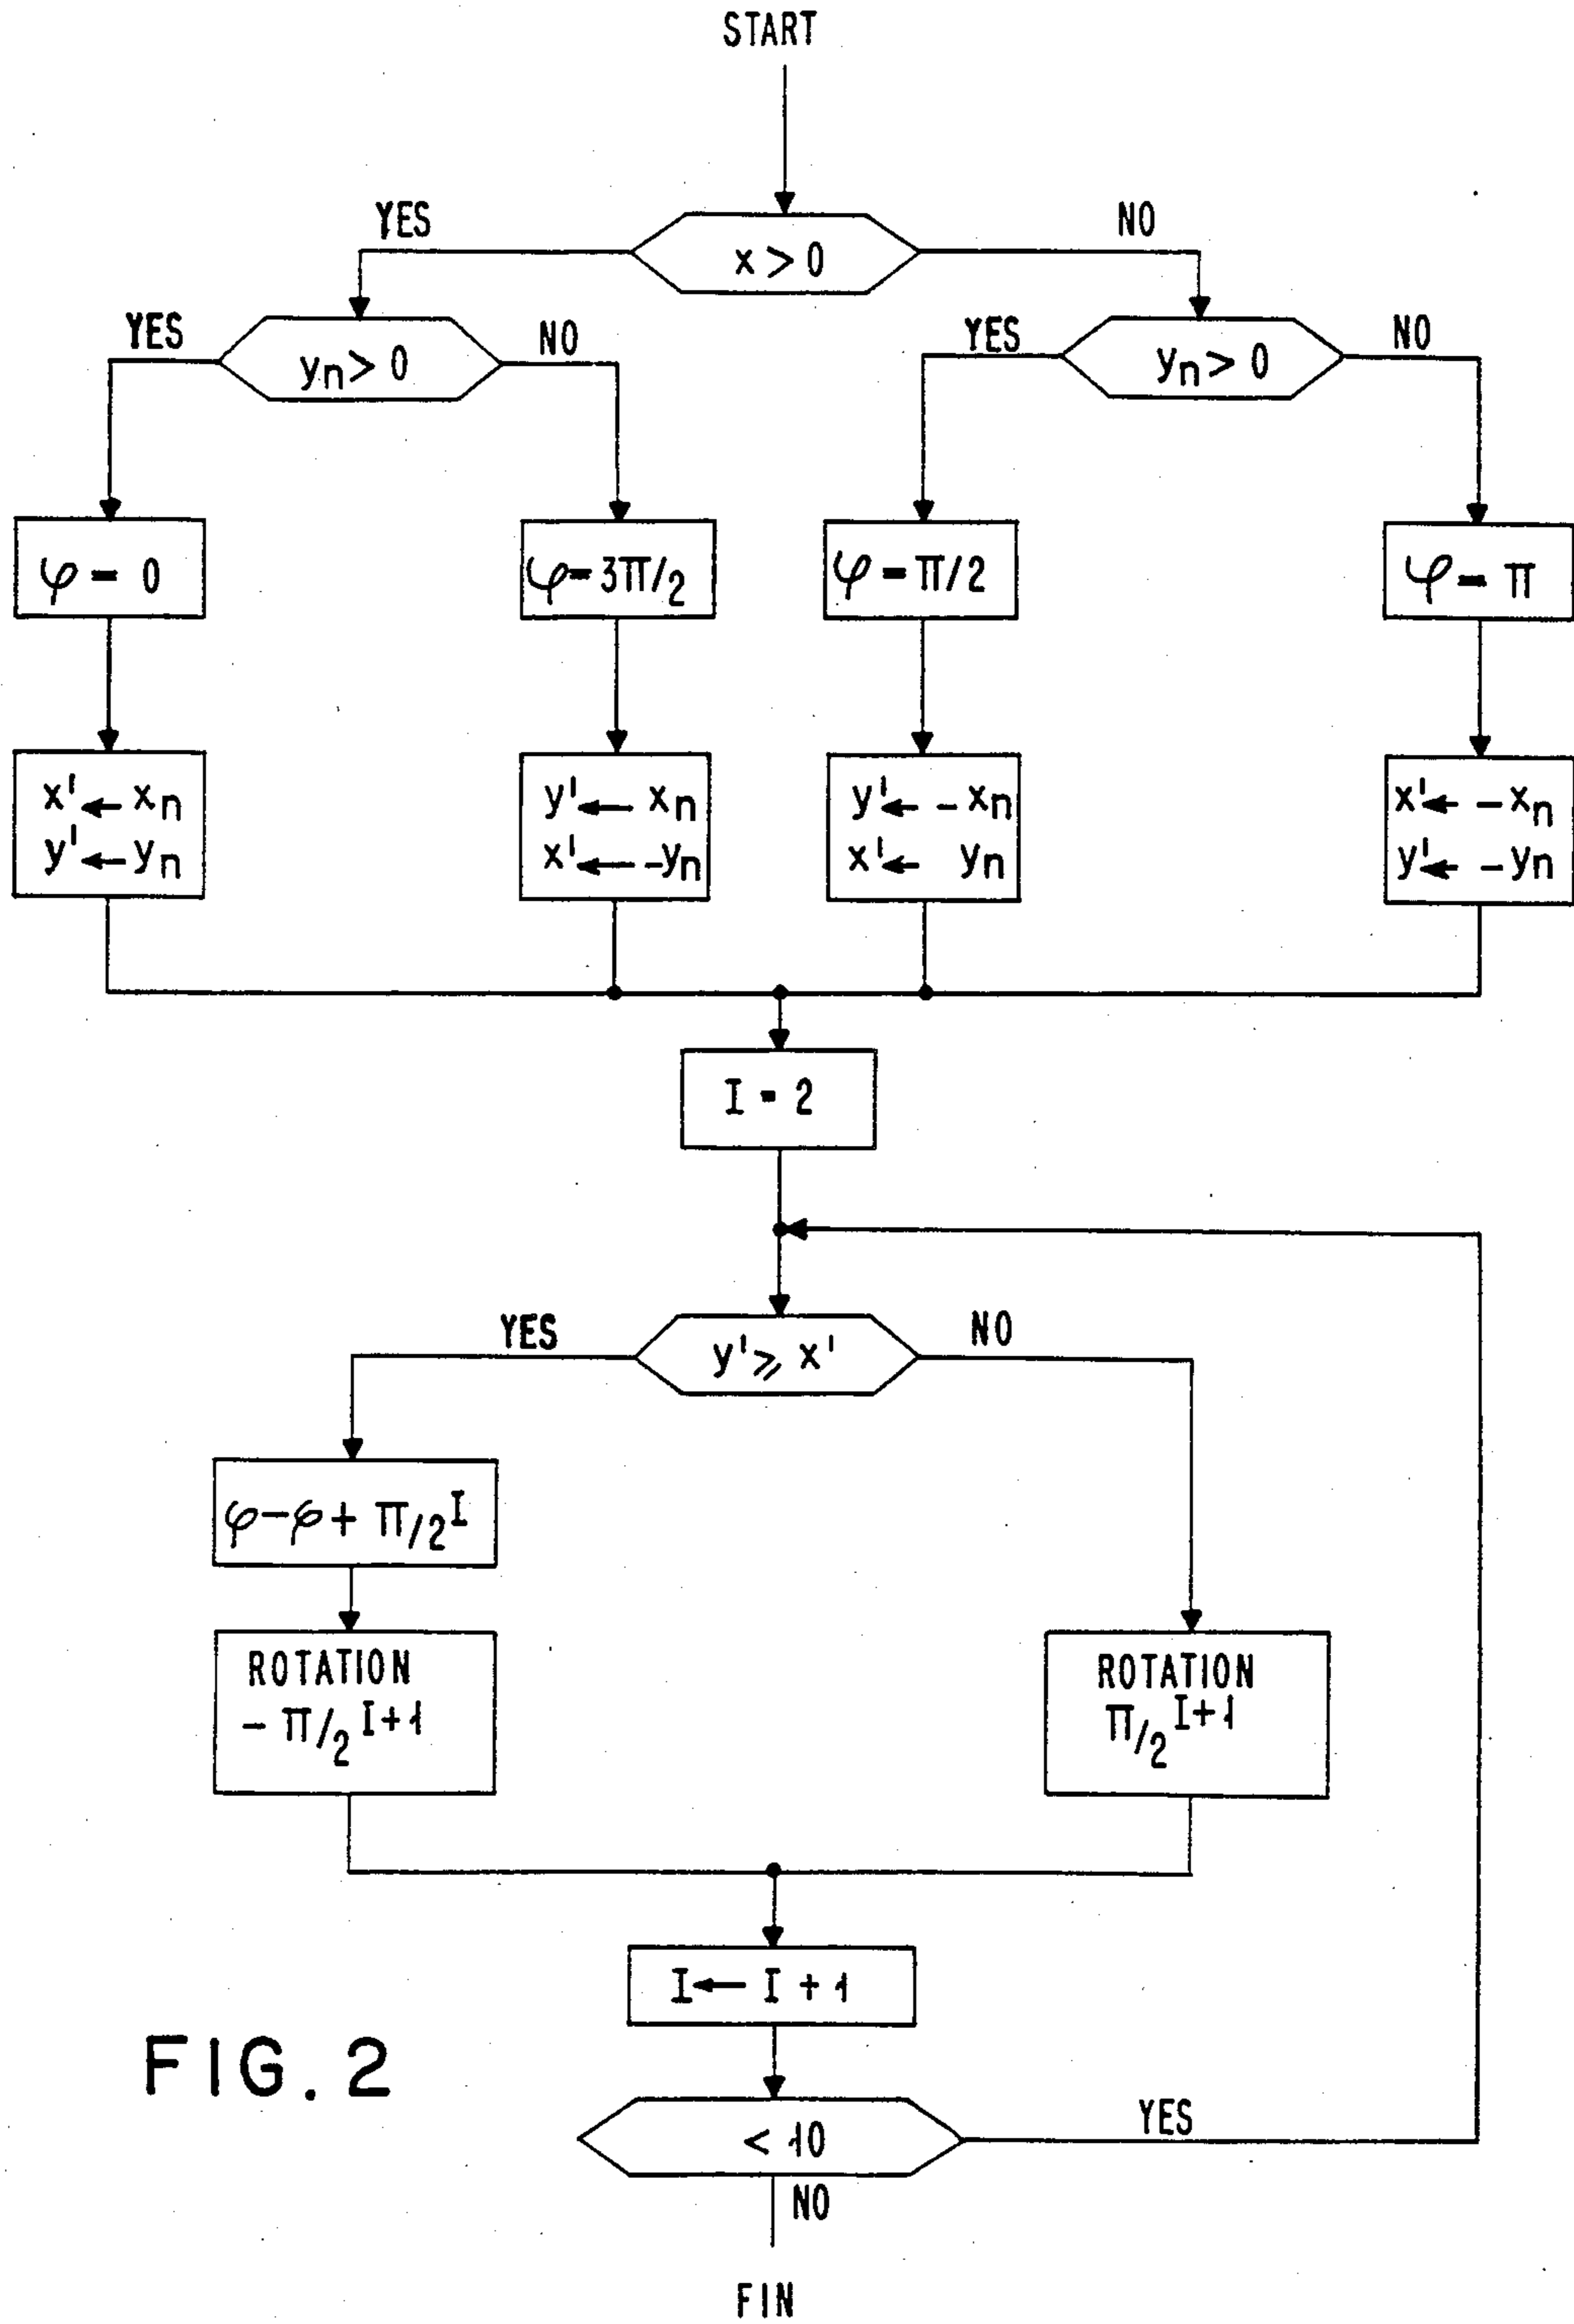 START
YES
NO
x > 0
YES
NO
YES
NO
yn > 0
yn > 0
φ = 0
φ = 3π/2
φ = π/2
φ = π
x' ← xn
y' ← yn
y' ← xn
x' ← -yn
y' ← -xn
x' ← yn
x' ← -xn
y' ← -yn
I = 2
YES
NO
y' ⩾ x'
φ = φ + π/2^I
ROTATION
- π/2^I+1
ROTATION
π/2^I+1
I ← I + 1
FIG. 2
< 10
YES
NO
FIN